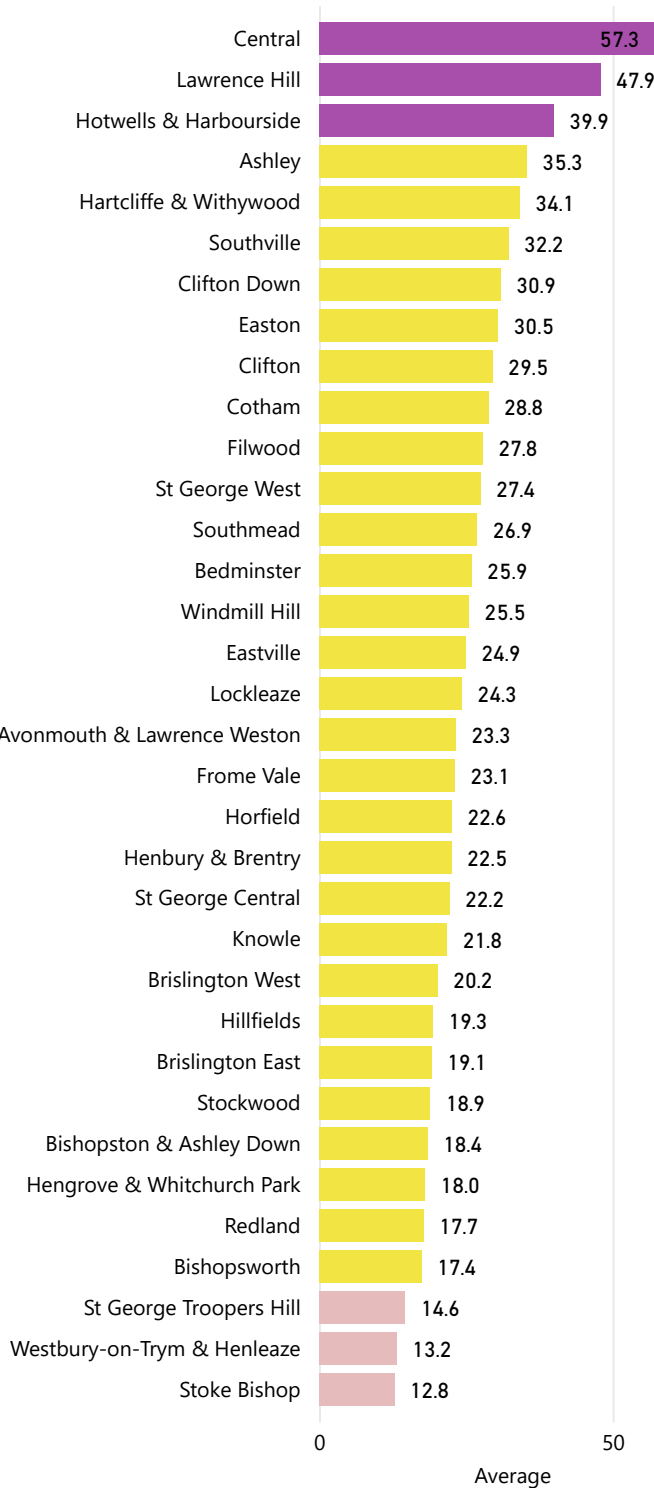 Central 57.3
Lawrence Hill 47.9
Hotwells & Harbourside 39.9
Ashley 35.3
Hartcliffe & Withywood 34.1
Southville 32.2
Clifton Down 30.9
Easton 30.5
Clifton 29.5
Cotham 28.8
Filwood 27.8
St George West 27.4
Southmead 26.9
Bedminster 25.9
Windmill Hill 25.5
Eastville 24.9
Lockleaze 24.3
Avonmouth & Lawrence Weston 23.3
Frome Vale 23.1
Horfield 22.6
Henbury & Brentry 22.5
St George Central 22.2
Knowle 21.8
Brislington West 20.2
Hillfields 19.3
Brislington East 19.1
Stockwood 18.9
Bishopston & Ashley Down 18.4
Hengrove & Whitchurch Park 18.0
Redland 17.7
Bishopsworth 17.4
St George Troopers Hill 14.6
Westbury-on-Trym & Henleaze 13.2
Stoke Bishop 12.8
0 50
Average